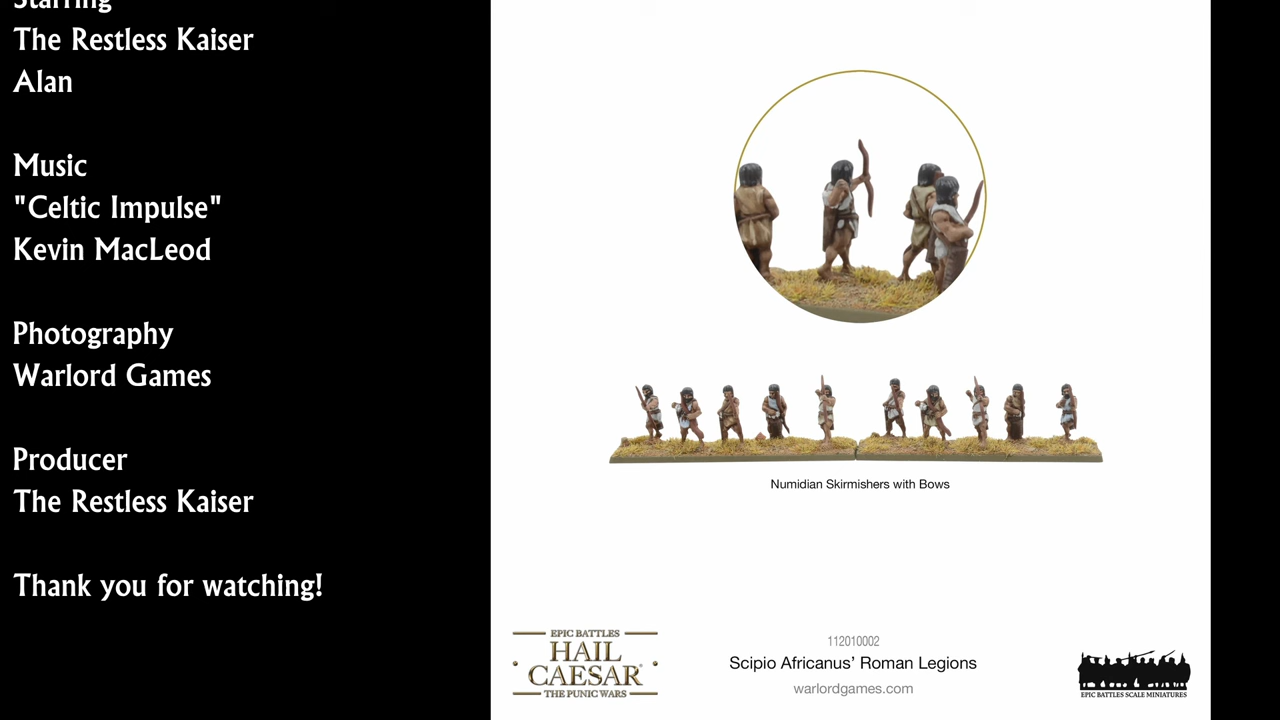 Starring
The Restless Kaiser
Alan
Music
"Celtic Impulse"
Kevin MacLeod
Photography
Warlord Games
Producer
The Restless Kaiser
Thank you for watching!
Numidian Skirmishers with Bows
EPIC BATTLES
HAIL
CAESAR
THE PUNIC WARS
112010002
Scipio Africanus' Roman Legions
warlordgames.com
EPIC BATTLES SCALE MINIATURES